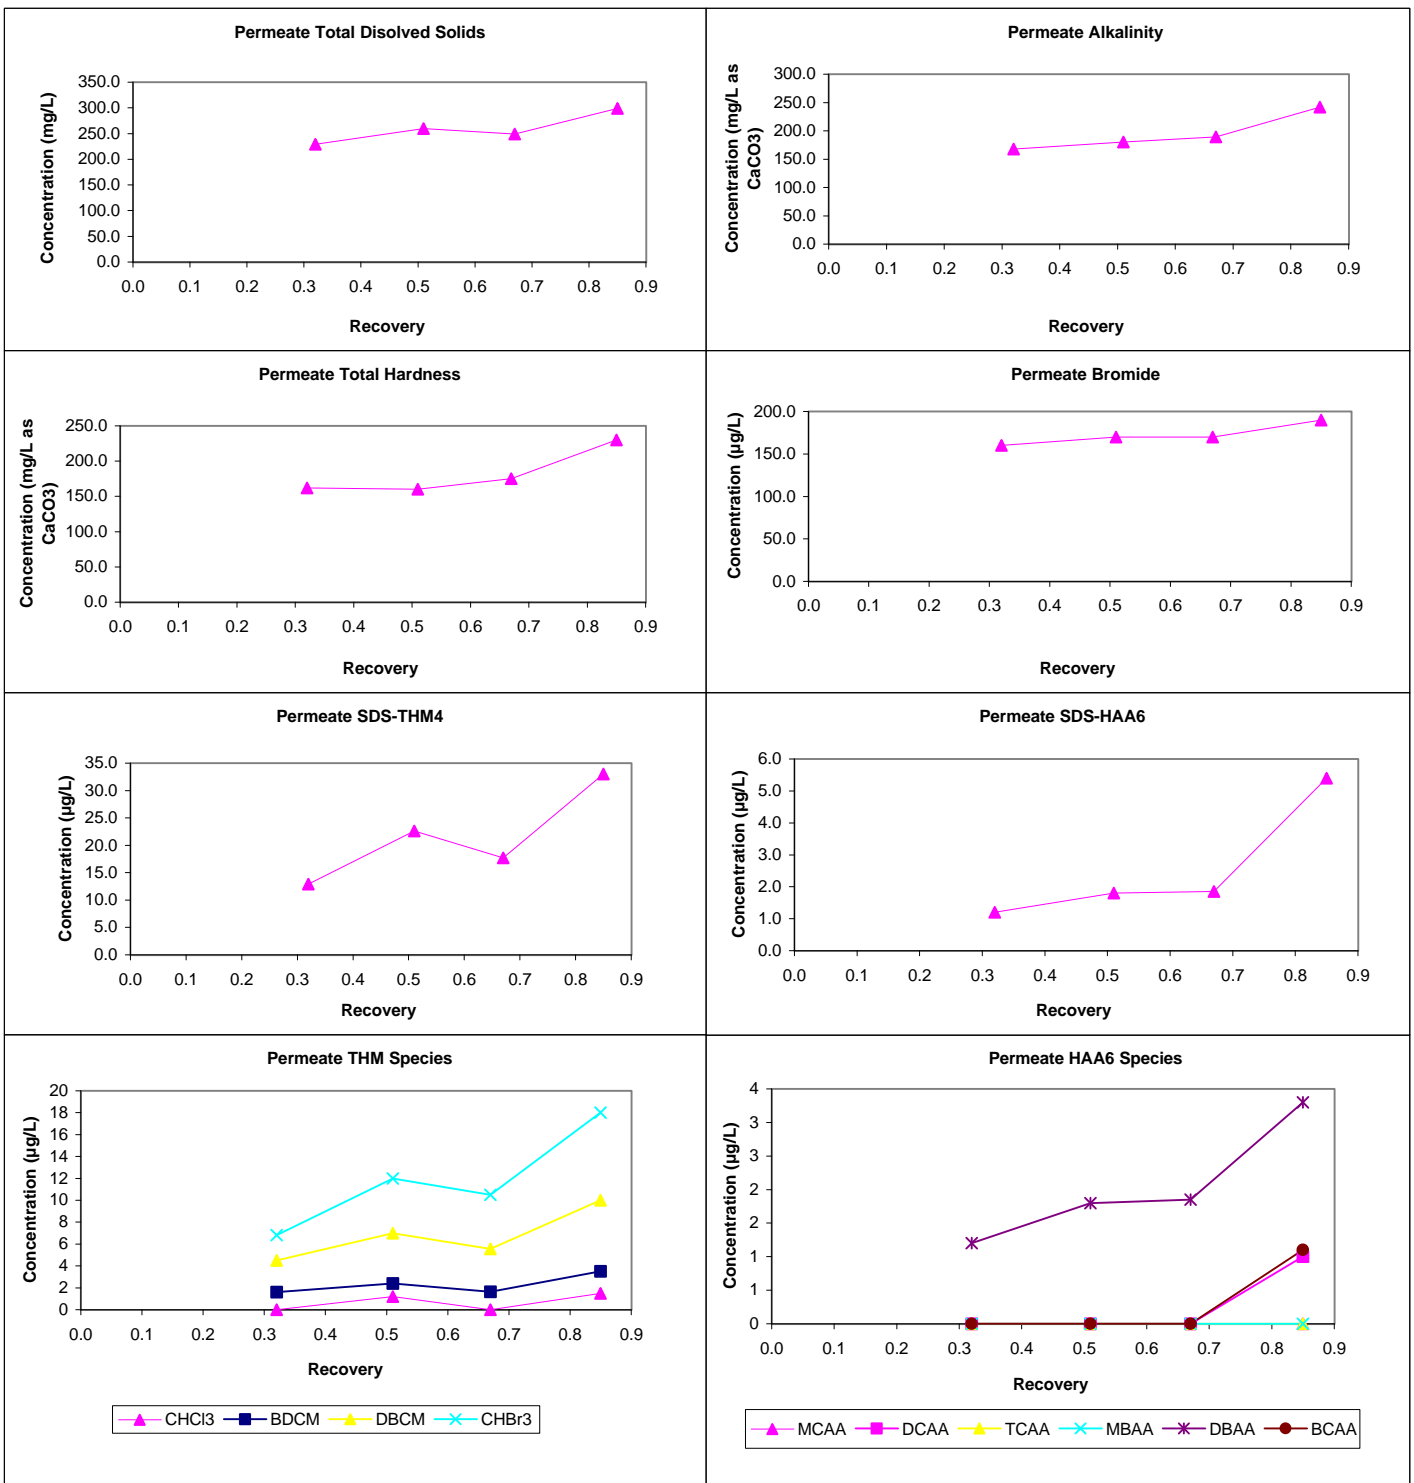 Permeate Total Disolved Solids
Concentration (mg/L)
350.0
300.0
250.0
200.0
150.0
100.0
50.0
0.0
0.0 0.1 0.2 0.3 0.4 0.5 0.6 0.7 0.8 0.9
Recovery
Permeate Alkalinity
Concentration (mg/L as
CaCO3)
300.0
250.0
200.0
150.0
100.0
50.0
0.0
0.0 0.1 0.2 0.3 0.4 0.5 0.6 0.7 0.8 0.9
Recovery
Permeate Total Hardness
Concentration (mg/L as
CaCO3)
250.0
200.0
150.0
100.0
50.0
0.0
0.0 0.1 0.2 0.3 0.4 0.5 0.6 0.7 0.8 0.9
Recovery
Permeate Bromide
Concentration (µg/L)
200.0
150.0
100.0
50.0
0.0
0.0 0.1 0.2 0.3 0.4 0.5 0.6 0.7 0.8 0.9
Recovery
Permeate SDS-THM4
Concentration (µg/L)
35.0
30.0
25.0
20.0
15.0
10.0
5.0
0.0
0.0 0.1 0.2 0.3 0.4 0.5 0.6 0.7 0.8 0.9
Recovery
Permeate SDS-HAA6
Concentration (µg/L)
6.0
5.0
4.0
3.0
2.0
1.0
0.0
0.0 0.1 0.2 0.3 0.4 0.5 0.6 0.7 0.8 0.9
Recovery
Permeate THM Species
Concentration (µg/L)
20
18
16
14
12
10
8
6
4
2
0
0.0 0.1 0.2 0.3 0.4 0.5 0.6 0.7 0.8 0.9
Recovery
CHCl3 BDCM DBCM CHBr3
Permeate HAA6 Species
Concentration (µg/L)
4
3
3
2
2
1
1
0
0.0 0.1 0.2 0.3 0.4 0.5 0.6 0.7 0.8 0.9
Recovery
MCAA DCAA TCAA MBAA DBAA BCAA